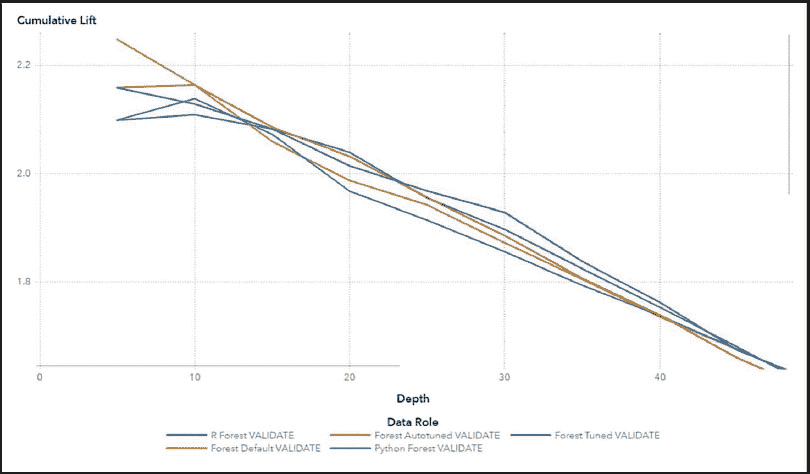 Cumulative Lift
2.2
2.0
1.8
0 10 20 30 40
Depth
Data Role
R Forest VALIDATE Forest Autotuned VALIDATE Forest Tuned VALIDATE
Forest Default VALIDATE Python Forest VALIDATE